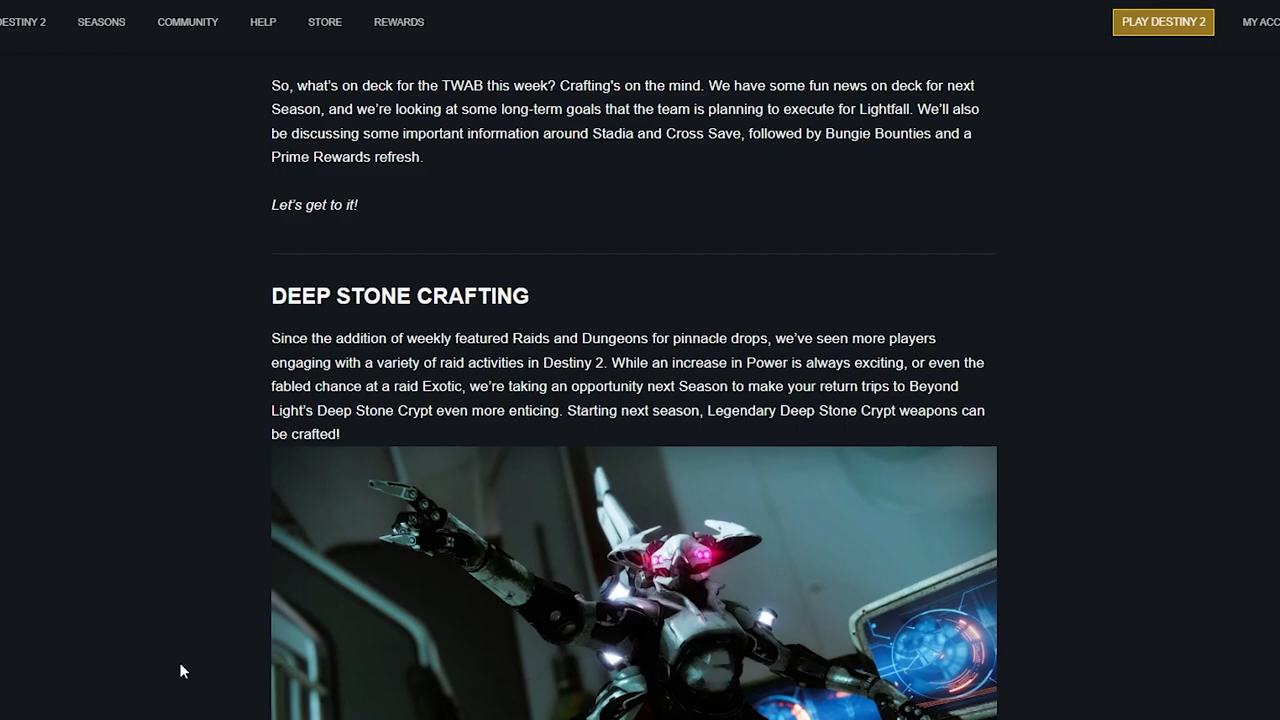 DESTINY 2 SEASONS COMMUNITY HELP STORE REWARDS PLAY DESTINY 2 MY ACC
So, what’s on deck for the TWAB this week? Crafting's on the mind. We have some fun news on deck for next
Season, and we’re looking at some long-term goals that the team is planning to execute for Lightfall. We’ll also
be discussing some important information around Stadia and Cross Save, followed by Bungie Bounties and a
Prime Rewards refresh.
Let’s get to it!
DEEP STONE CRAFTING
Since the addition of weekly featured Raids and Dungeons for pinnacle drops, we’ve seen more players
engaging with a variety of raid activities in Destiny 2. While an increase in Power is always exciting, or even the
fabled chance at a raid Exotic, we’re taking an opportunity next Season to make your return trips to Beyond
Light’s Deep Stone Crypt even more enticing. Starting next season, Legendary Deep Stone Crypt weapons can
be crafted!